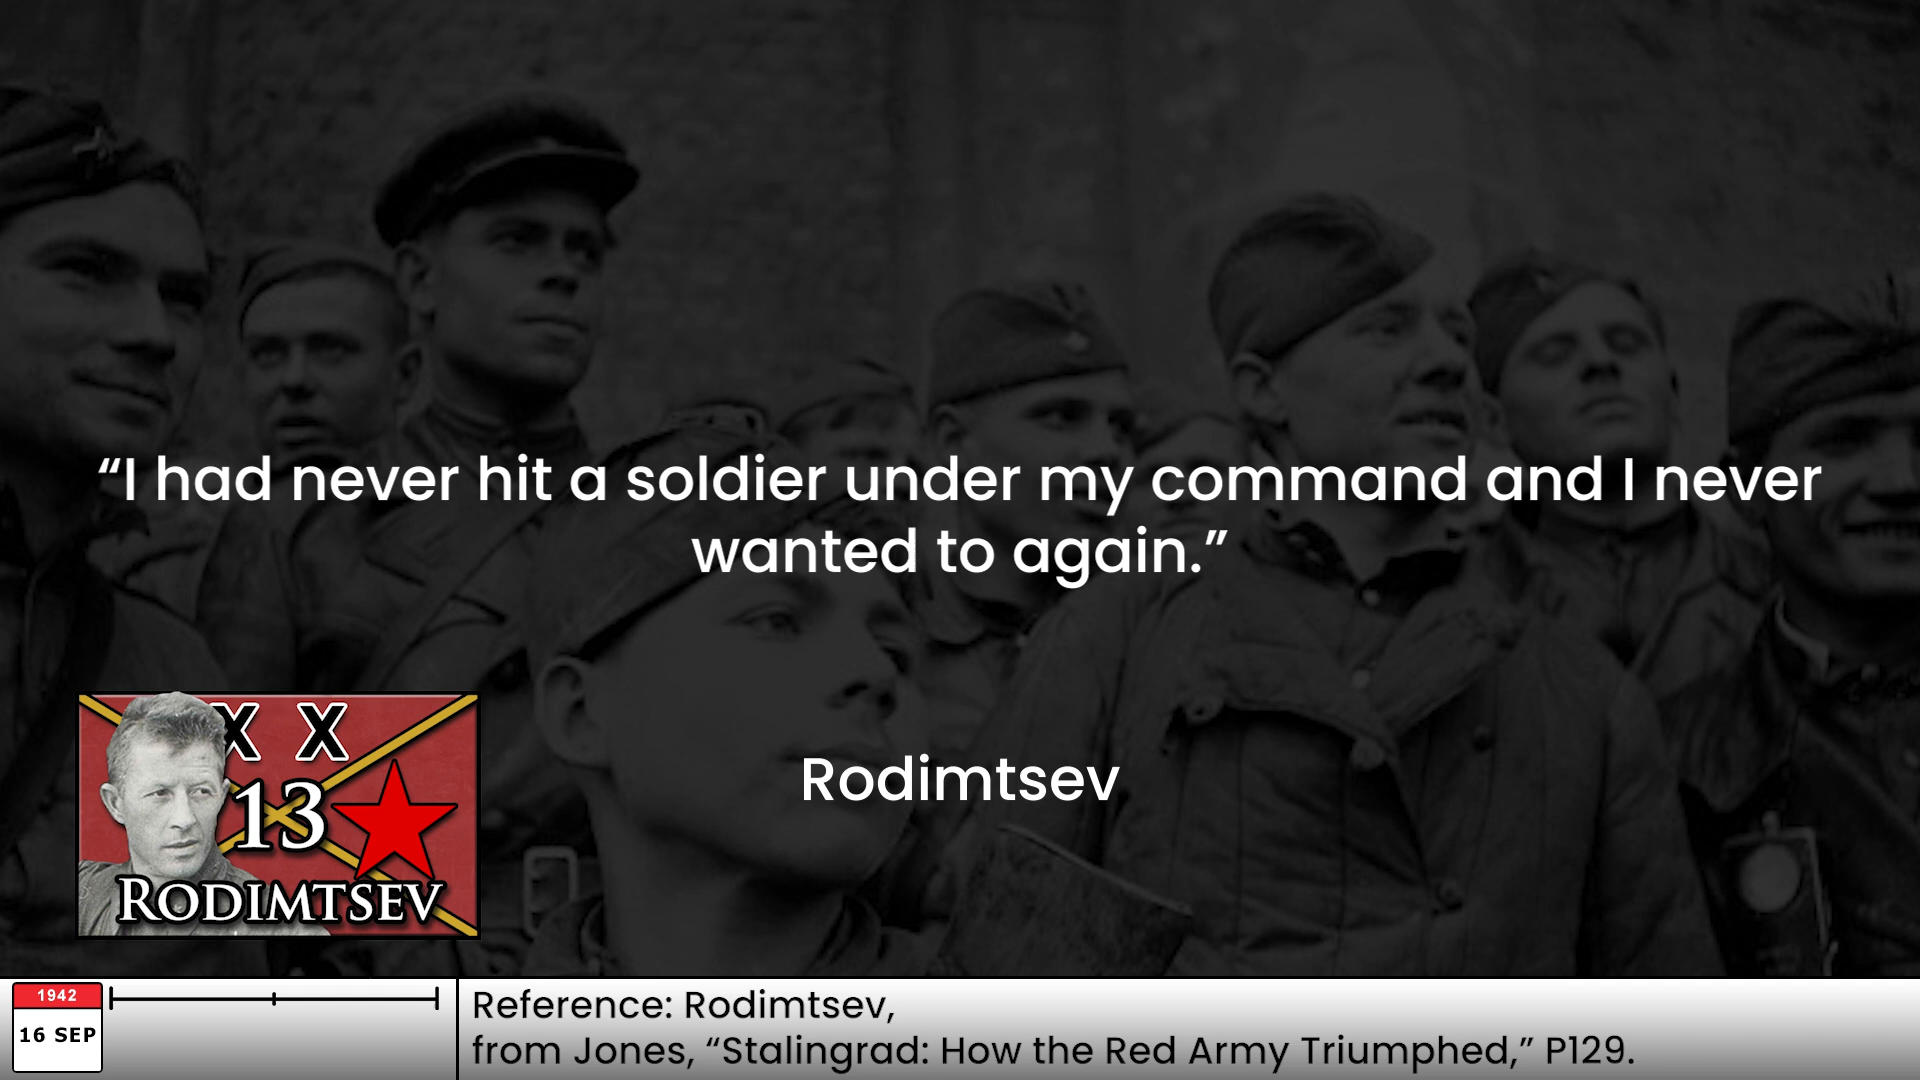 “I had never hit a soldier under my command and I never
wanted to again.”
Rodimtsev
X X
13
RODIMTSEV
1942
16 SEP
Reference: Rodimtsev,
from Jones, “Stalingrad: How the Red Army Triumphed,” P129.